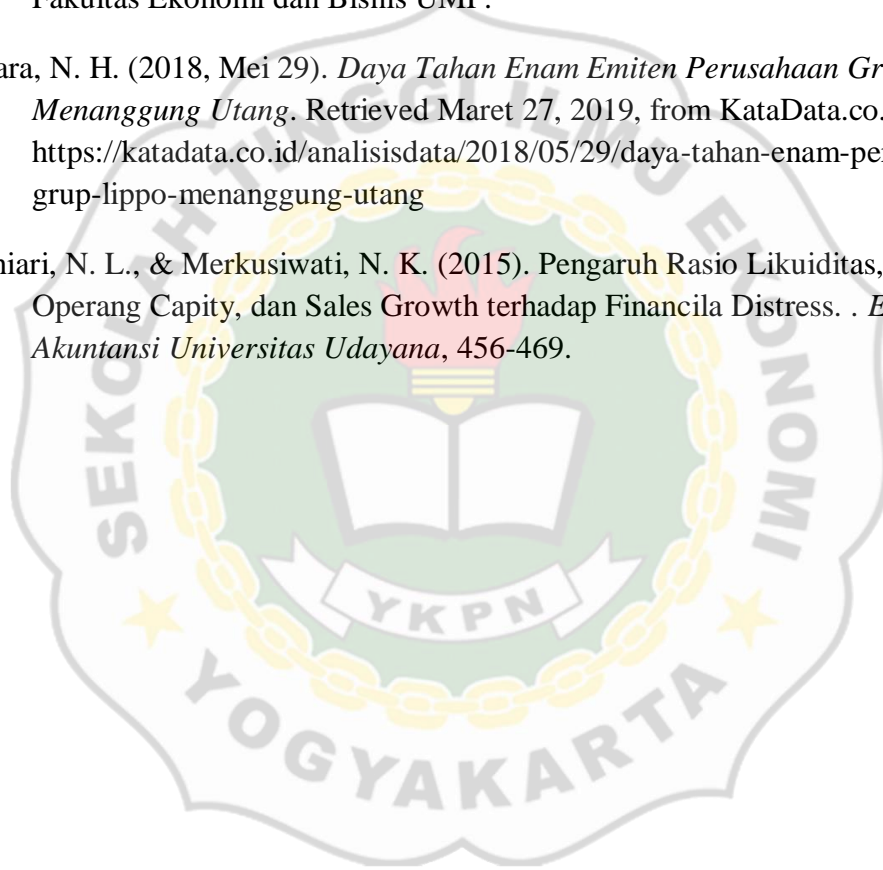 Fakultas Ekonomi dan Bisnis UMP.
ara, N. H. (2018, Mei 29). Daya Tahan Enam Emiten Perusahaan Gr
Menanggung Utang. Retrieved Maret 27, 2019, from KataData.co.
https://katadata.co.id/analisisdata/2018/05/29/daya-tahan-enam-per
grup-lippo-menanggung-utang
niari, N. L., & Merkusiwati, N. K. (2015). Pengaruh Rasio Likuiditas,
Operang Capity, dan Sales Growth terhadap Financila Distress. . E
Akuntansi Universitas Udayana, 456-469.
SEKOLAH TINGGI ILMU EKONOMI
YKPN
YOGYAKARTA